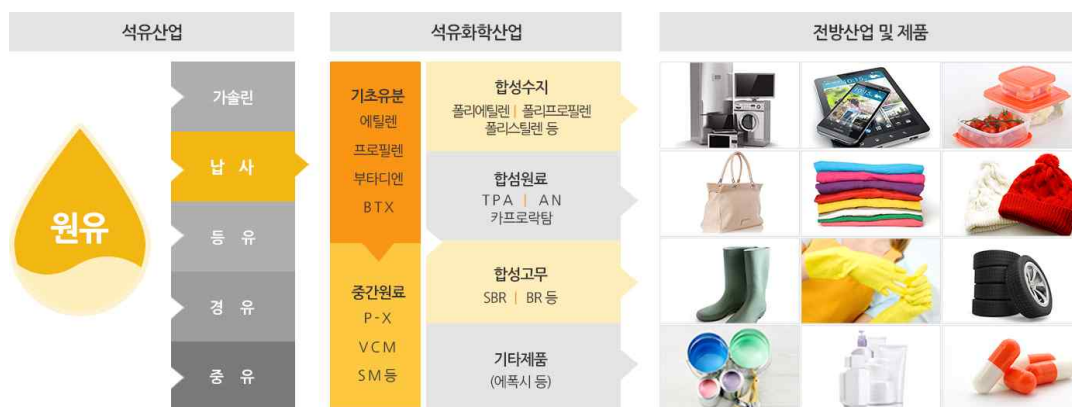 석유산업
석유화학산업
전방산업 및 제품
원유
가솔린
납 사
등 유
경 유
중 유
기초유분
에틸렌
프로필렌
부타디엔
BTX
중간원료
P-X
VCM
SM 등
합성수지
폴리에틸렌 | 폴리프로필렌
폴리스틸렌 등
합섬원료
TPA | AN
카프로락탐
합성고무
SBR | BR 등
기타제품
(에폭시 등)